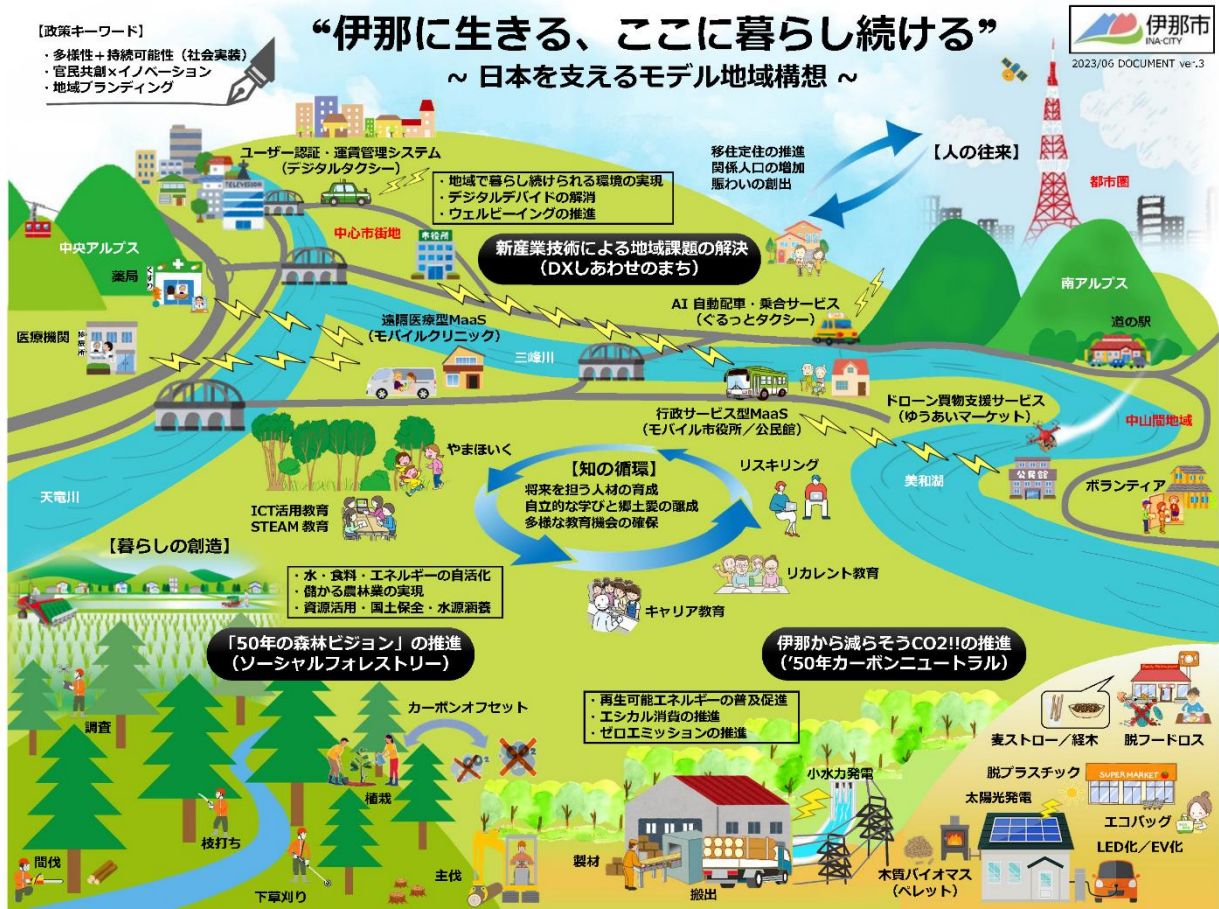 【政策キーワード】
・多様性＋持続可能性（社会実装）
・官民共創×イノベーション
・地域ブランディング
“伊那に生きる、ここに暮らし続ける”
～ 日本を支えるモデル地域構想 ～
伊那市
INA-CITY
2023/06 DOCUMENT ver.3
ユーザー認証・運賃管理システム
（デジタルタクシー）
TELEVISION
・地域で暮らし続けられる環境の実現
・デジタルデバイドの解消
・ウェルビーイングの推進
移住定住の推進
関係人口の増加
賑わいの創出
【人の往来】
都市圏
中央アルプス
中心市街地
市役所
新産業技術による地域課題の解決
（DXしあわせのまち）
薬局
くすり
医療機関
診療所
遠隔医療型MaaS
（モバイルクリニック）
三峰川
AI 自動配車・乗合サービス
（ぐるっとタクシー）
南アルプス
道の駅
行政サービス型MaaS
（モバイル市役所／公民館）
ドローン買物支援サービス
（ゆうあいマーケット）
中山間地域
公民館
ボランティア
美和湖
天竜川
やまほいく
ICT活用教育
STEAM 教育
【知の循環】
将来を担う人材の育成
自立的な学びと郷土愛の醸成
多様な教育機会の確保
リスキリング
リカレント教育
キャリア教育
【暮らしの創造】
・水・食料・エネルギーの自活化
・儲かる農林業の実現
・資源活用・国土保全・水源涵養
「50年の森林ビジョン」の推進
（ソーシャルフォレストリー）
伊那から減らそうCO2!!の推進
（’50年カーボンニュートラル）
・再生可能エネルギーの普及促進
・エシカル消費の推進
・ゼロエミッションの推進
調査
カーボンオフセット
CO2
CO2
植栽
間伐
枝打ち
下草刈り
主伐
製材
搬出
小水力発電
麦ストロー／経木
脱フードロス
脱プラスチック
SUPER MARKET
太陽光発電
エコバッグ
LED化／EV化
木質バイオマス
（ペレット）